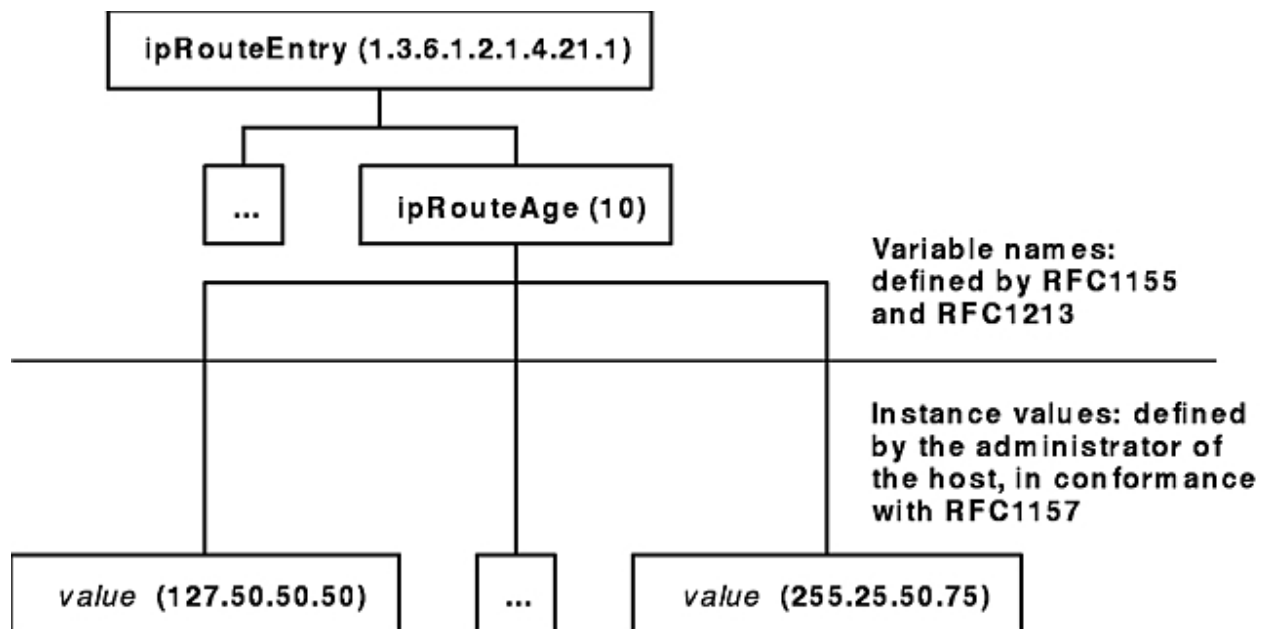 ipRouteEntry (1.3.6.1.2.1.4.21.1)
...
ipRouteAge (10)
Variable names:
defined by RFC1155
and RFC1213
Instance values: defined
by the administrator of
the host, in conformance
with RFC1157
value (127.50.50.50)
...
value (255.25.50.75)